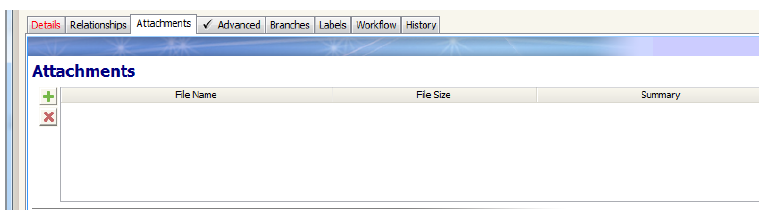 Details Relationships Attachments ✓ Advanced Branches Labels Workflow History
Attachments
File Name File Size Summary